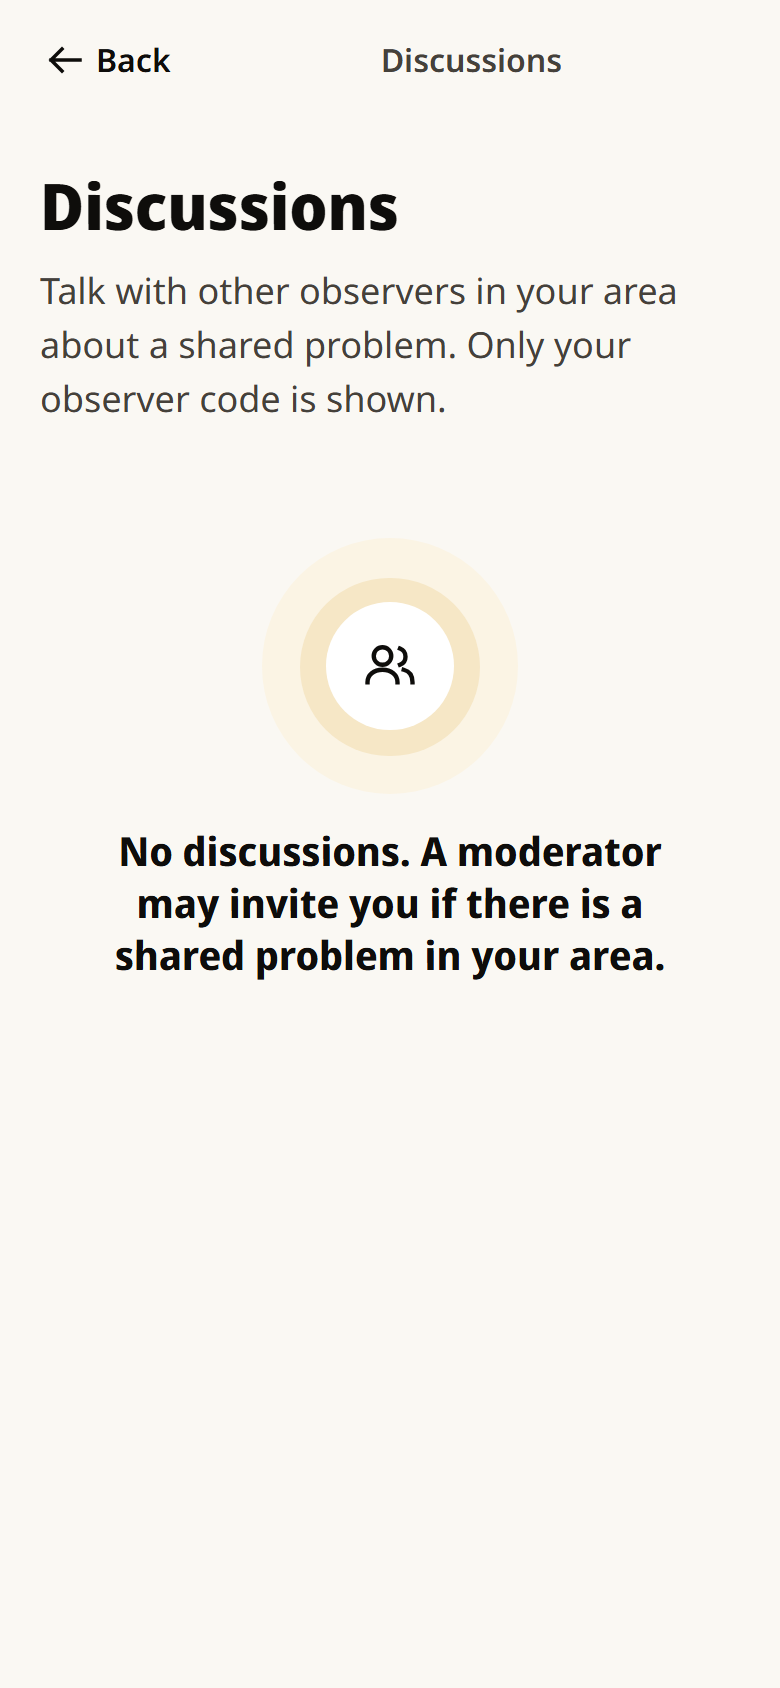 Back
Discussions
Discussions
Talk with other observers in your area
about a shared problem. Only your
observer code is shown.
No discussions. A moderator
may invite you if there is a
shared problem in your area.